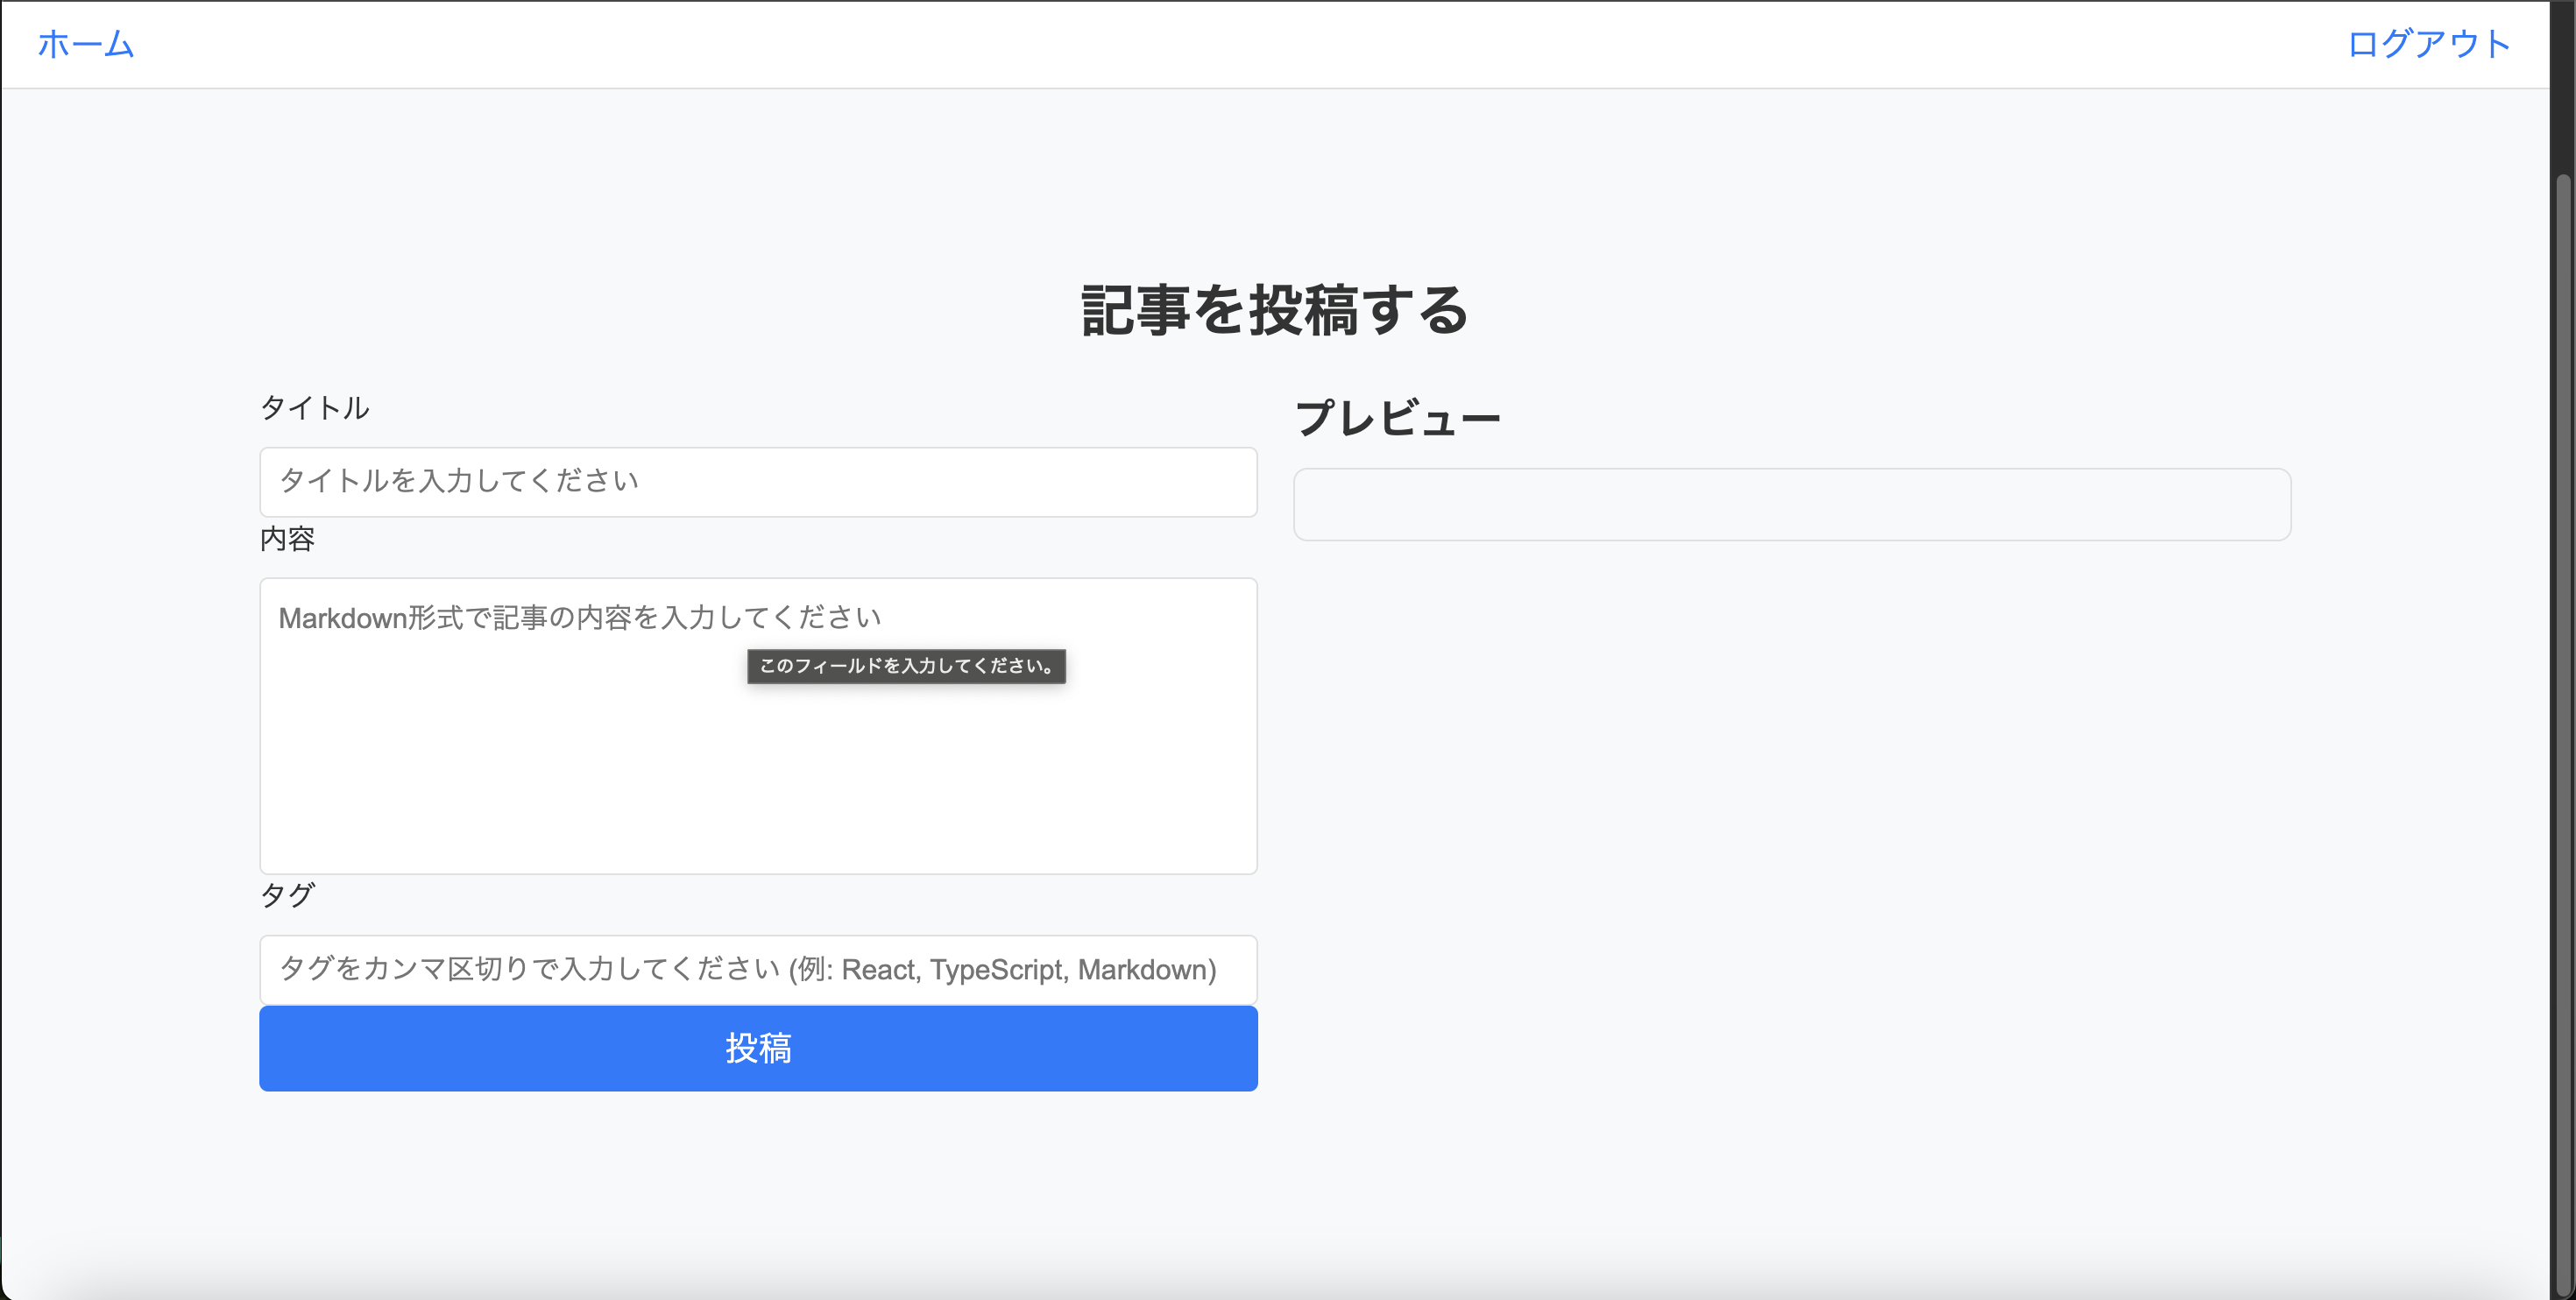 ホーム
ログアウト
記事を投稿する
タイトル
タイトルを入力してください
内容
Markdown形式で記事の内容を入力してください
このフィールドを入力してください。
タグ
タグをカンマ区切りで入力してください (例: React, TypeScript, Markdown)
投稿
プレビュー